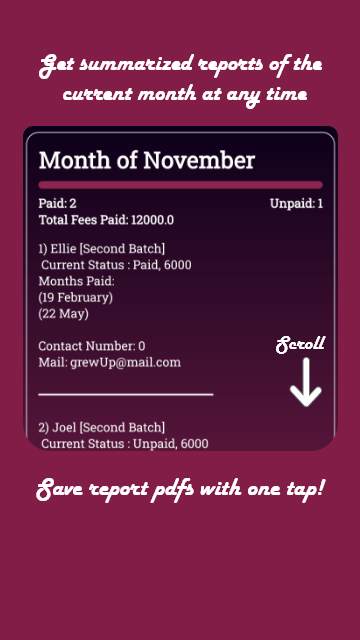 Get summarized reports of the
current month at any time
Month of November
Paid: 2 Unpaid: 1
Total Fees Paid: 12000.0
1) Ellie [Second Batch]
Current Status : Paid, 6000
Months Paid:
(19 February)
(22 May)
Contact Number: 0
Mail: grewUp@mail.com
Scroll
2) Joel [Second Batch]
Current Status : Unpaid, 6000
Save report pdfs with one tap!